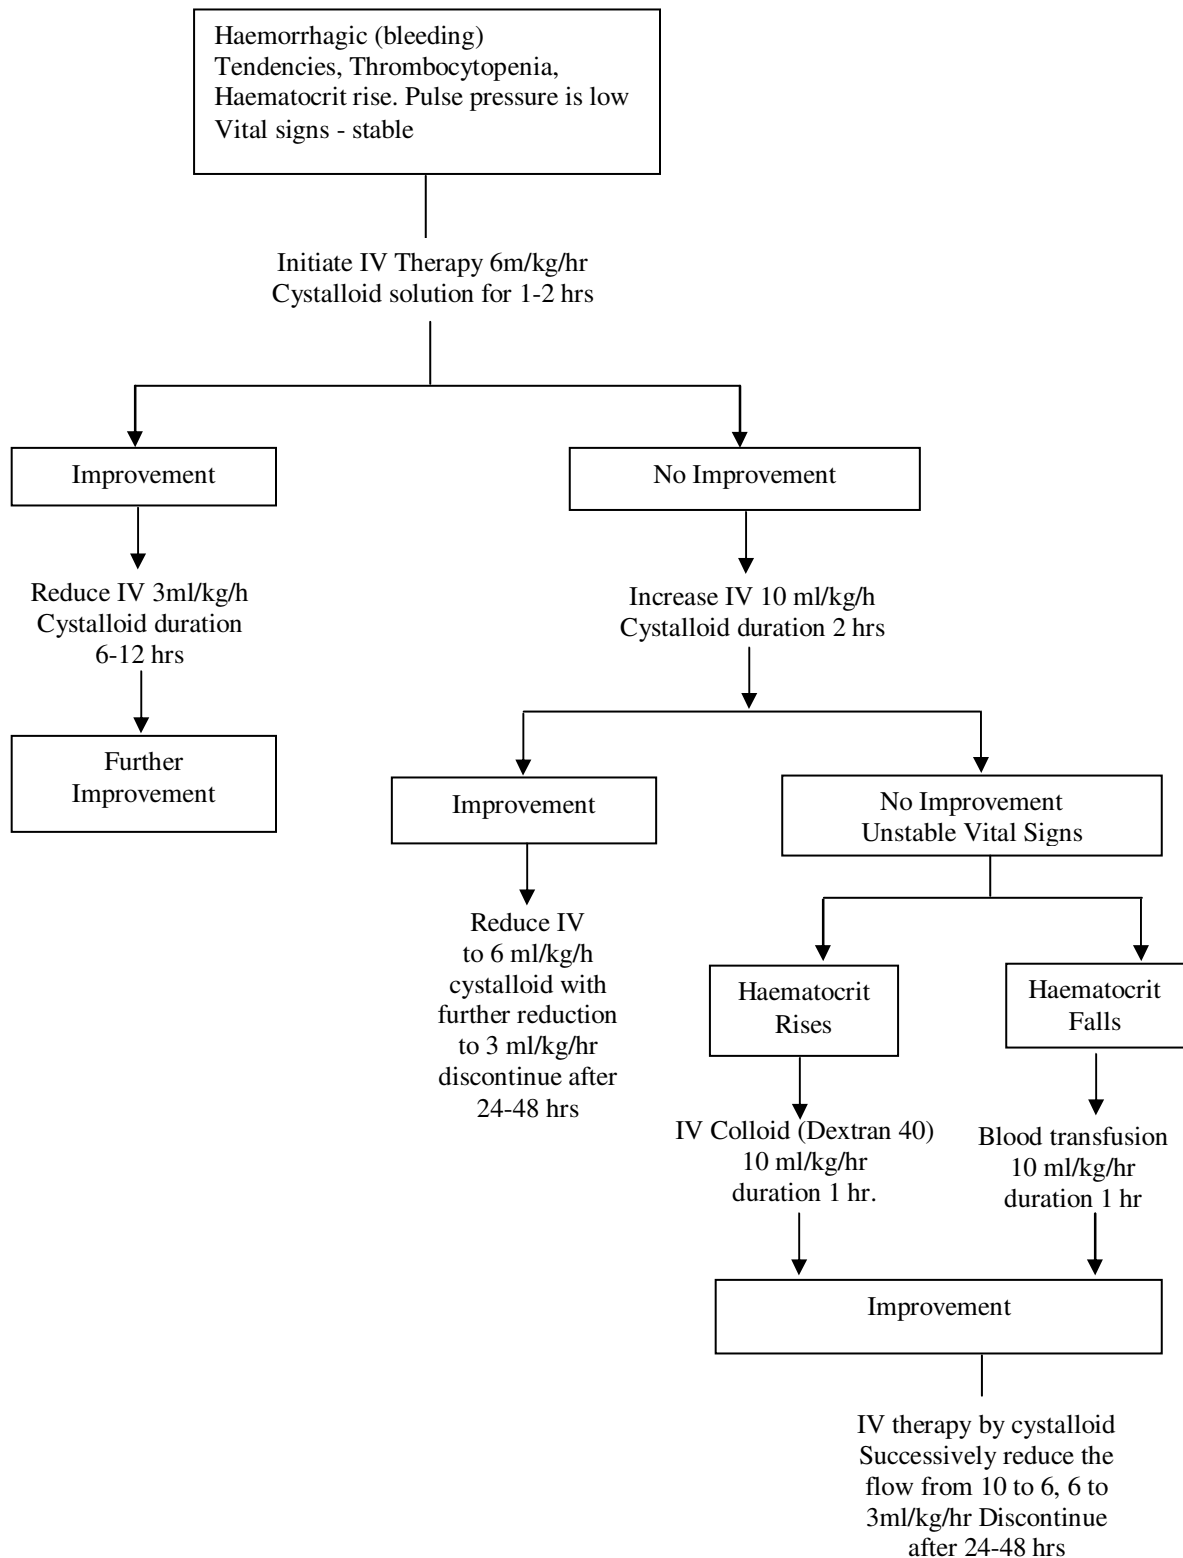 Haemorrhagic (bleeding)
Tendencies, Thrombocytopenia,
Haematocrit rise. Pulse pressure is low
Vital signs - stable
Initiate IV Therapy 6m/kg/hr
Cystalloid solution for 1-2 hrs
Improvement
No Improvement
Reduce IV 3ml/kg/h
Cystalloid duration
6-12 hrs
Increase IV 10 ml/kg/h
Cystalloid duration 2 hrs
Further
Improvement
Improvement
No Improvement
Unstable Vital Signs
Reduce IV
to 6 ml/kg/h
cystalloid with
further reduction
to 3 ml/kg/hr
discontinue after
24-48 hrs
Haematocrit
Rises
Haematocrit
Falls
IV Colloid (Dextran 40)
10 ml/kg/hr
duration 1 hr.
Blood transfusion
10 ml/kg/hr
duration 1 hr
Improvement
IV therapy by cystalloid
Successively reduce the
flow from 10 to 6, 6 to
3ml/kg/hr Discontinue
after 24-48 hrs